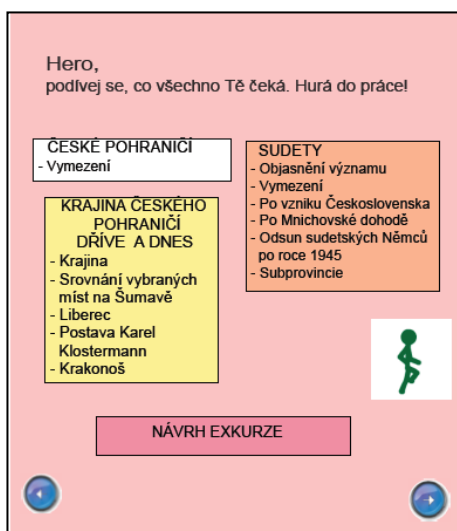 Hero,
podívej se, co všechno Tě čeká. Hurá do práce!
ČESKÉ POHRANIČÍ
- Vymezení
KRAJINA ČESKÉHO
POHRANIČÍ
DŘÍVE A DNES
- Krajina
- Srovnání vybraných
míst na Šumavě
- Liberec
- Postava Karel
Klostermann
- Krakonoš
SUDETY
- Objasnění významu
- Vymezení
- Po vzniku Československa
- Po Mnichovské dohodě
- Odsun sudetských Němců
po roce 1945
- Subprovincie
NÁVRH EXKURZE